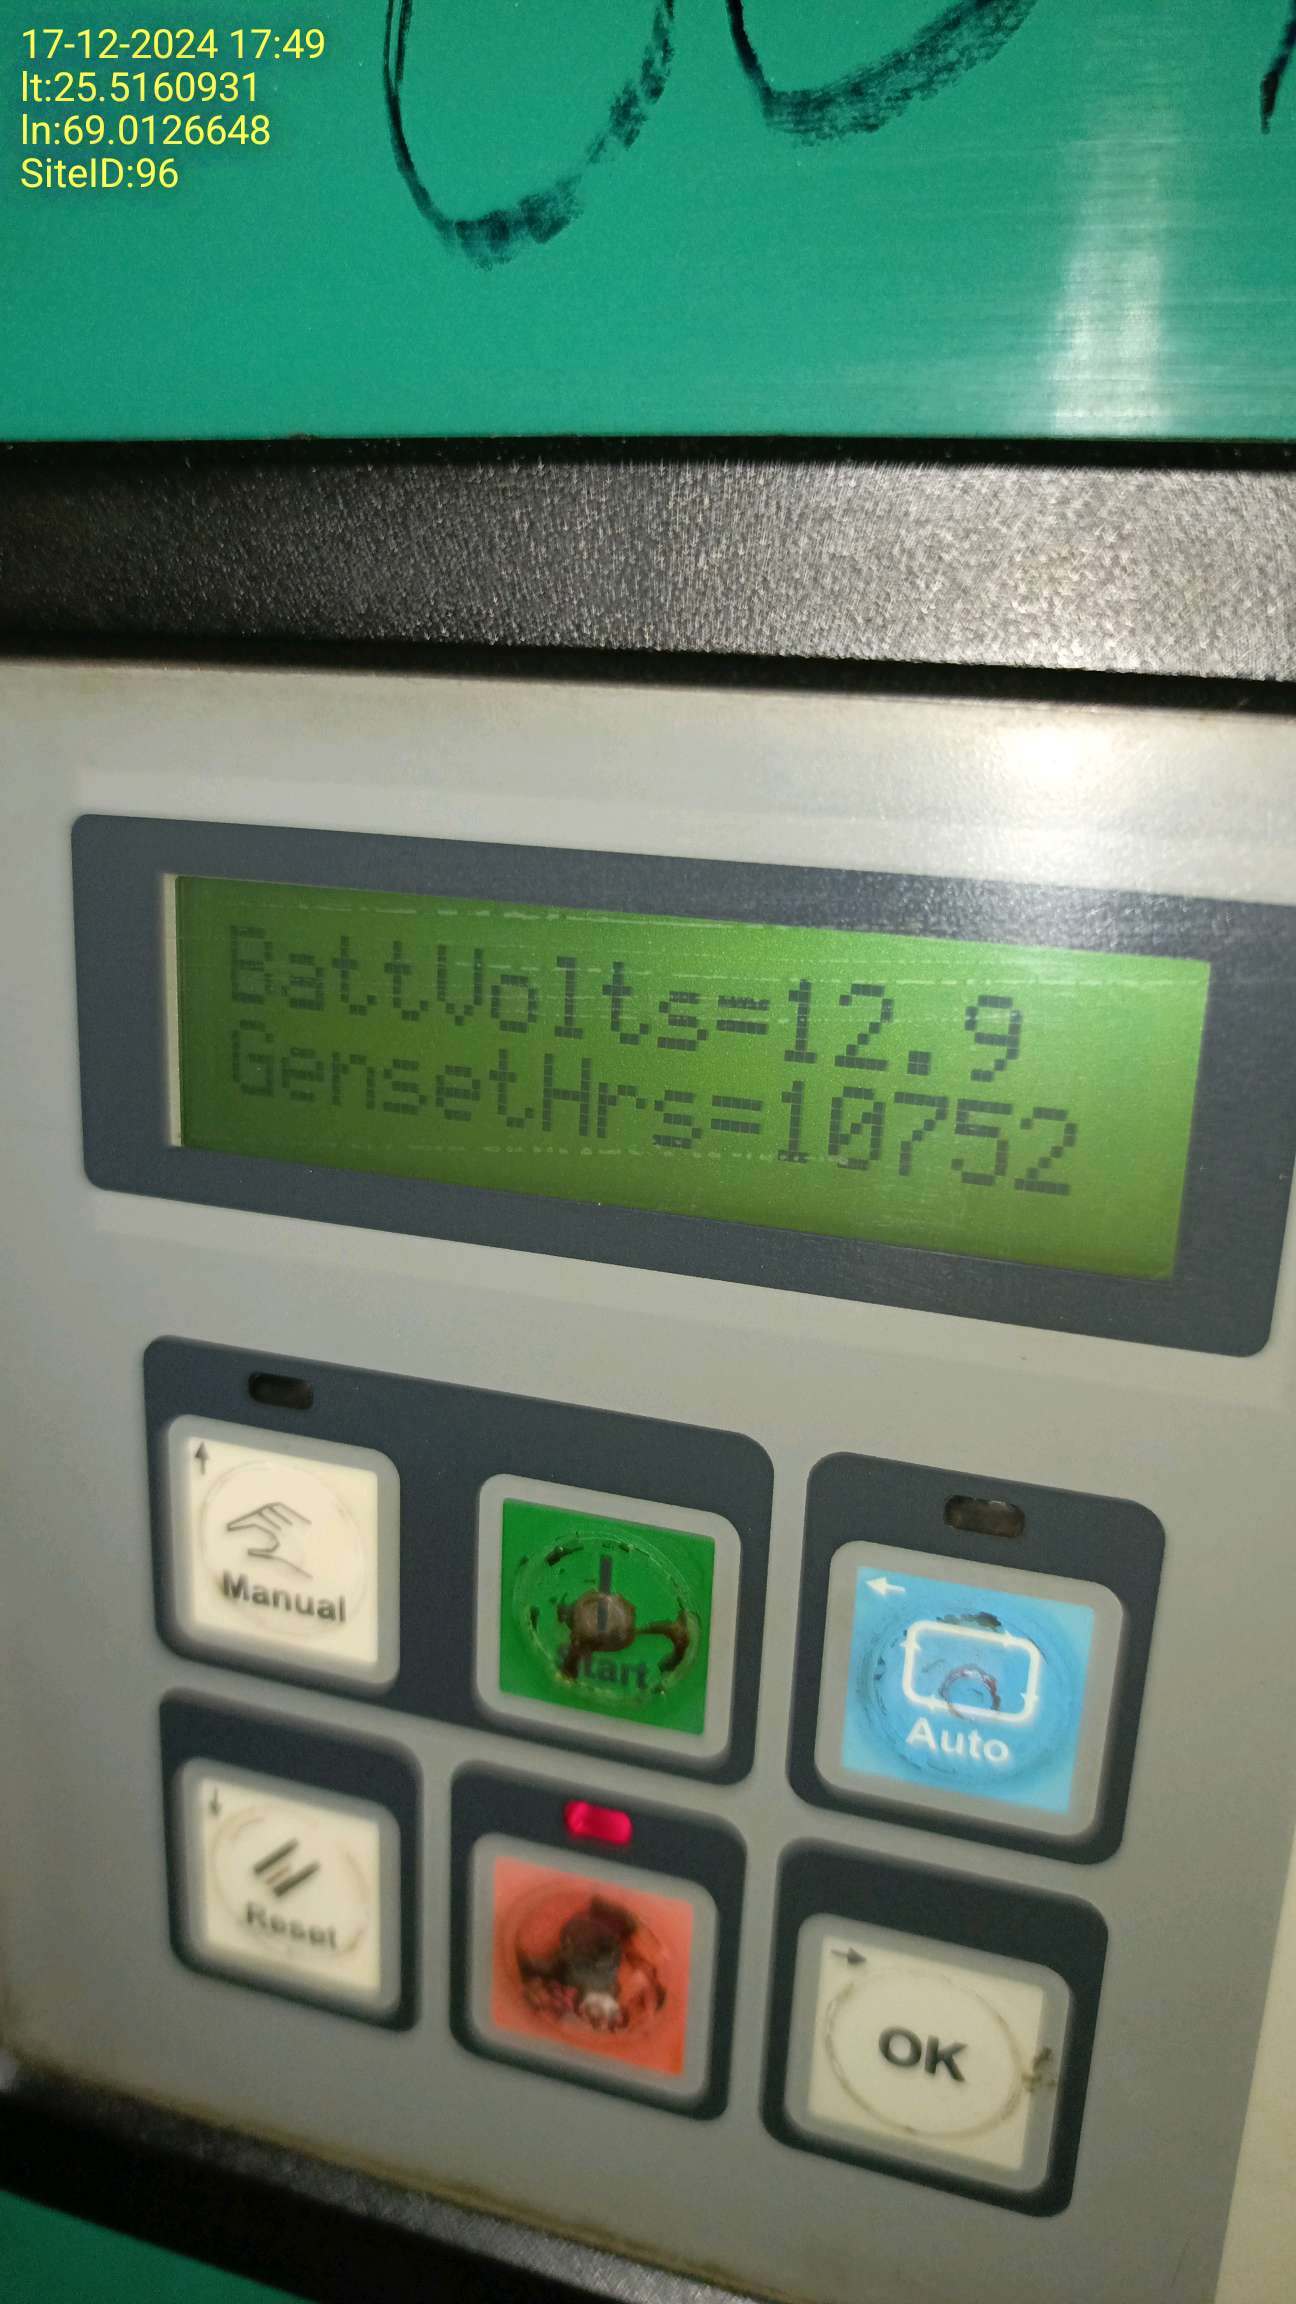 17-12-2024 17:49
lt:25.5160931
ln:69.0126648
SiteID:96
BattVolts=12.9
GensetHrs=10752
Manual
Start
Auto
Reset
OK